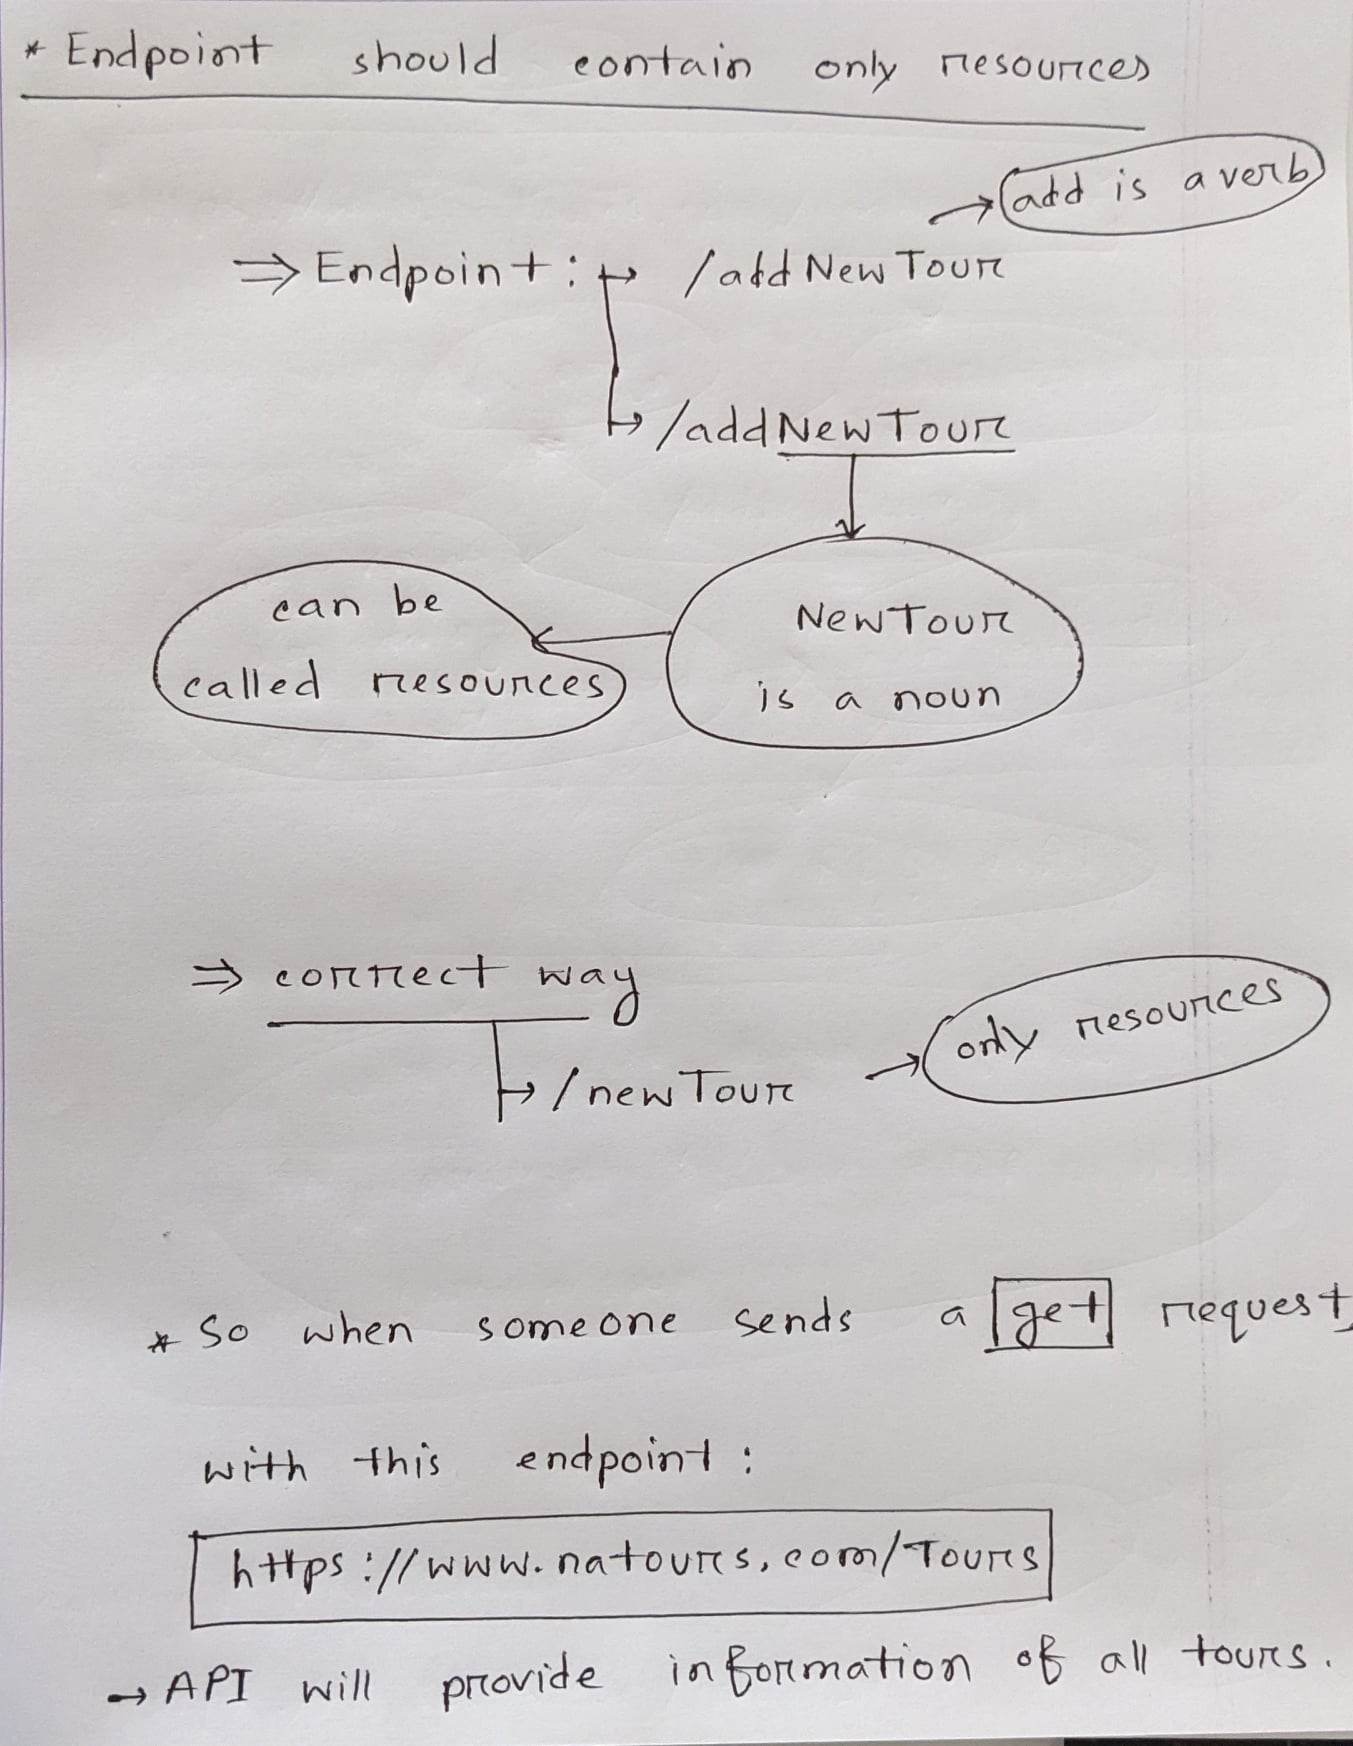 * Endpoint should contain only resources
→ add is a verb
⇒ Endpoint : ↦ /addNewTour
↦ /addNewTour
can be
called resources
NewTour
is a noun
⇒ correct way
↦ /newTour → only resources
* So when someone sends a get request,
with this endpoint :
https://www.natours.com/Tours
→ API will provide information of all tours.